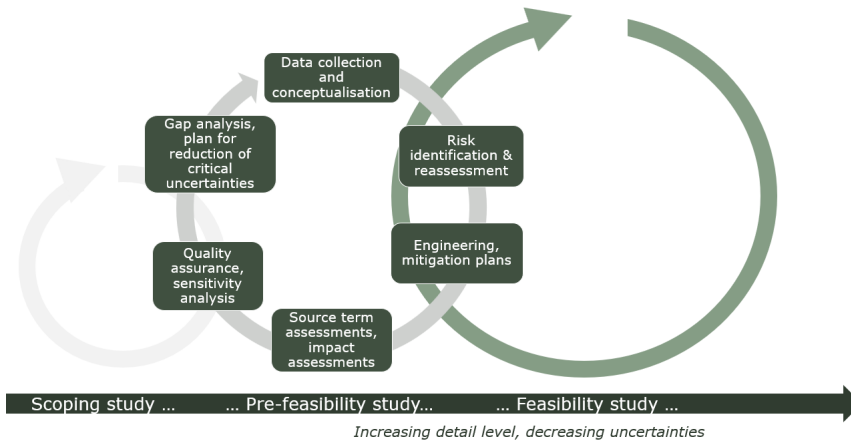 Data collection
and
conceptualisation
Risk
identification &
reassessment
Engineering,
mitigation plans
Source term
assessments,
impact
assessments
Quality
assurance,
sensitivity
analysis
Gap analysis,
plan for
reduction of
critical
uncertainties
Scoping study ... ... Pre-feasibility study... ... Feasibility study ...
Increasing detail level, decreasing uncertainties